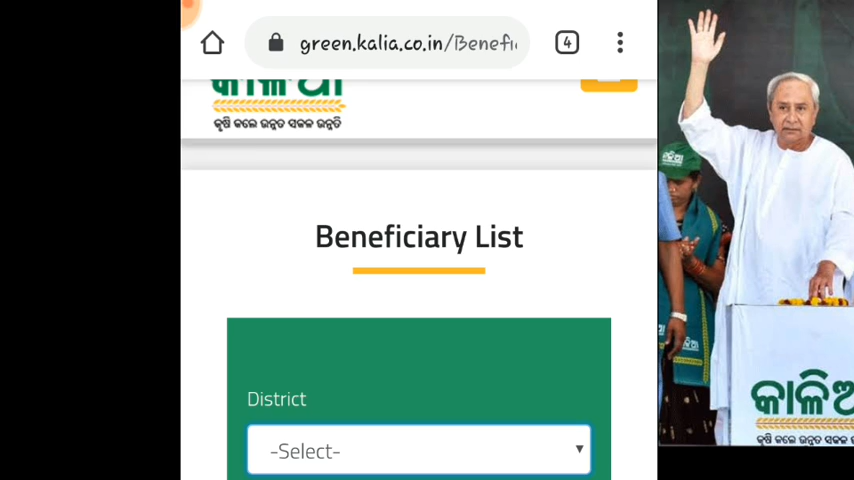 green.kalia.co.in/Benefi
4
କାଳିଆ
କୃଷି କଲେ ଉନ୍ନତ ସକଳ ଉନ୍ନତି
Beneficiary List
District
-Select-
କାଳିଆ